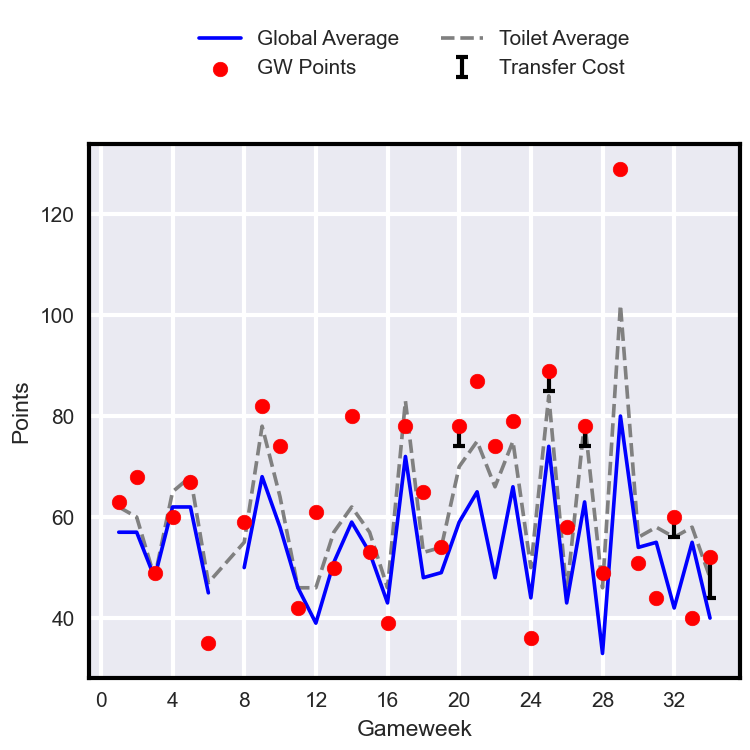 Global Average
Toilet Average
GW Points
Transfer Cost
120
100
80
60
40
0 4 8 12 16 20 24 28 32
Points
Gameweek